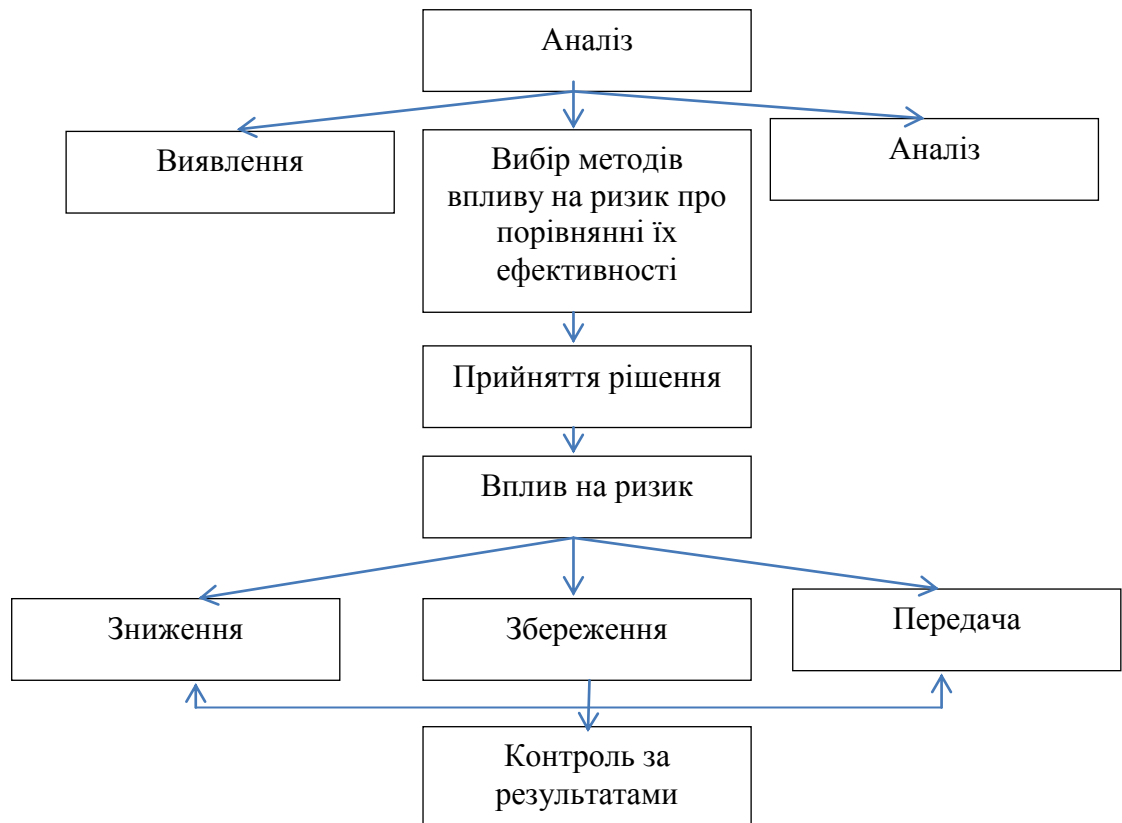 Аналіз
Виявлення
Вибір методів
впливу на ризик про
порівнянні їх
ефективності
Аналіз
Прийняття рішення
Вплив на ризик
Зниження
Збереження
Передача
Контроль за
результатами